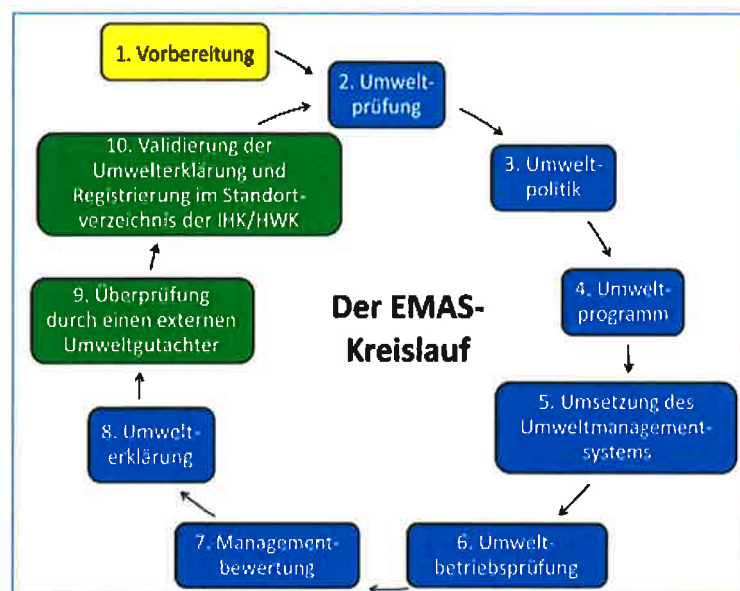 1. Vorbereitung
2. Umwelt-
prüfung
3. Umwelt-
politik
4. Umwelt-
programm
5. Umsetzung des
Umweltmanagement-
systems
6. Umwelt-
betriebsprüfung
7. Management-
bewertung
8. Umwelt-
erklärung
9. Überprüfung
durch einen externen
Umweltgutachter
10. Validierung der
Umwelterklärung und
Registrierung im Standort-
verzeichnis der IHK/HWK
Der EMAS-
Kreislauf